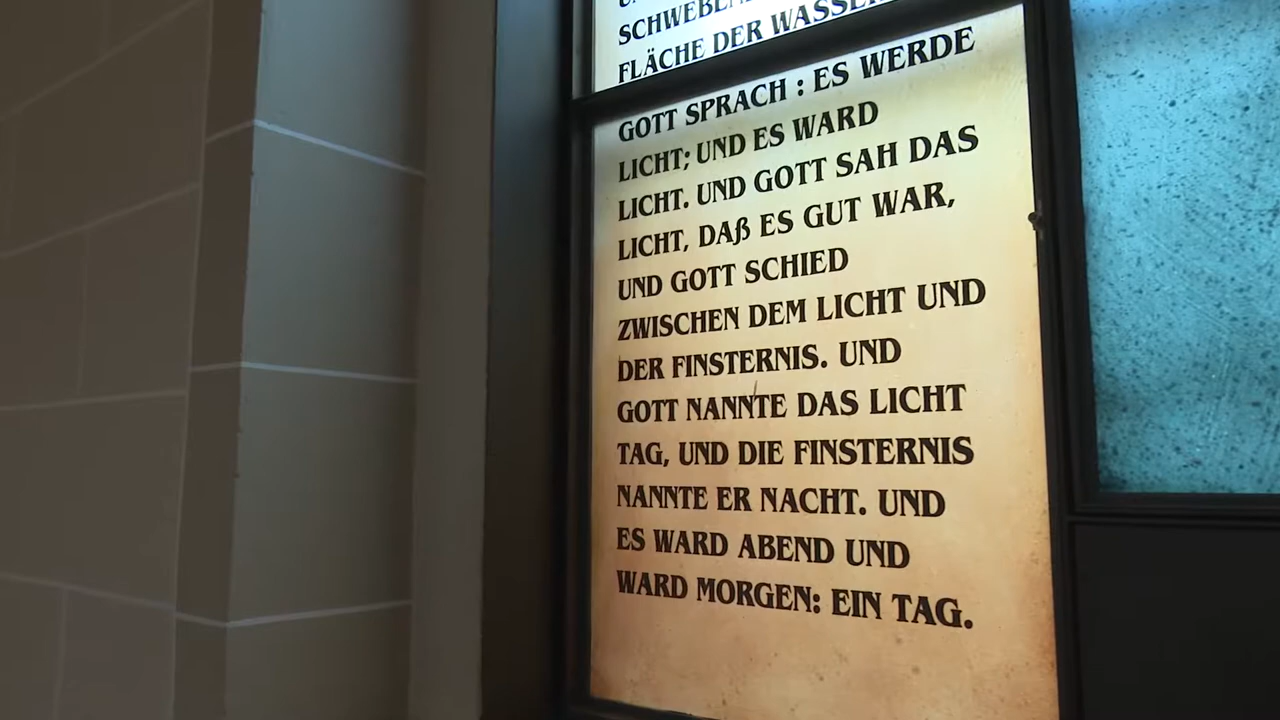 SCHWEBEN
FLÄCHE DER WASSER
GOTT SPRACH : ES WERDE
LICHT; UND ES WARD
LICHT. UND GOTT SAH DAS
LICHT, DAß ES GUT WAR,
UND GOTT SCHIED
ZWISCHEN DEM LICHT UND
DER FINSTERNIS. UND
GOTT NANNTE DAS LICHT
TAG, UND DIE FINSTERNIS
NANNTE ER NACHT. UND
ES WARD ABEND UND
WARD MORGEN: EIN TAG.